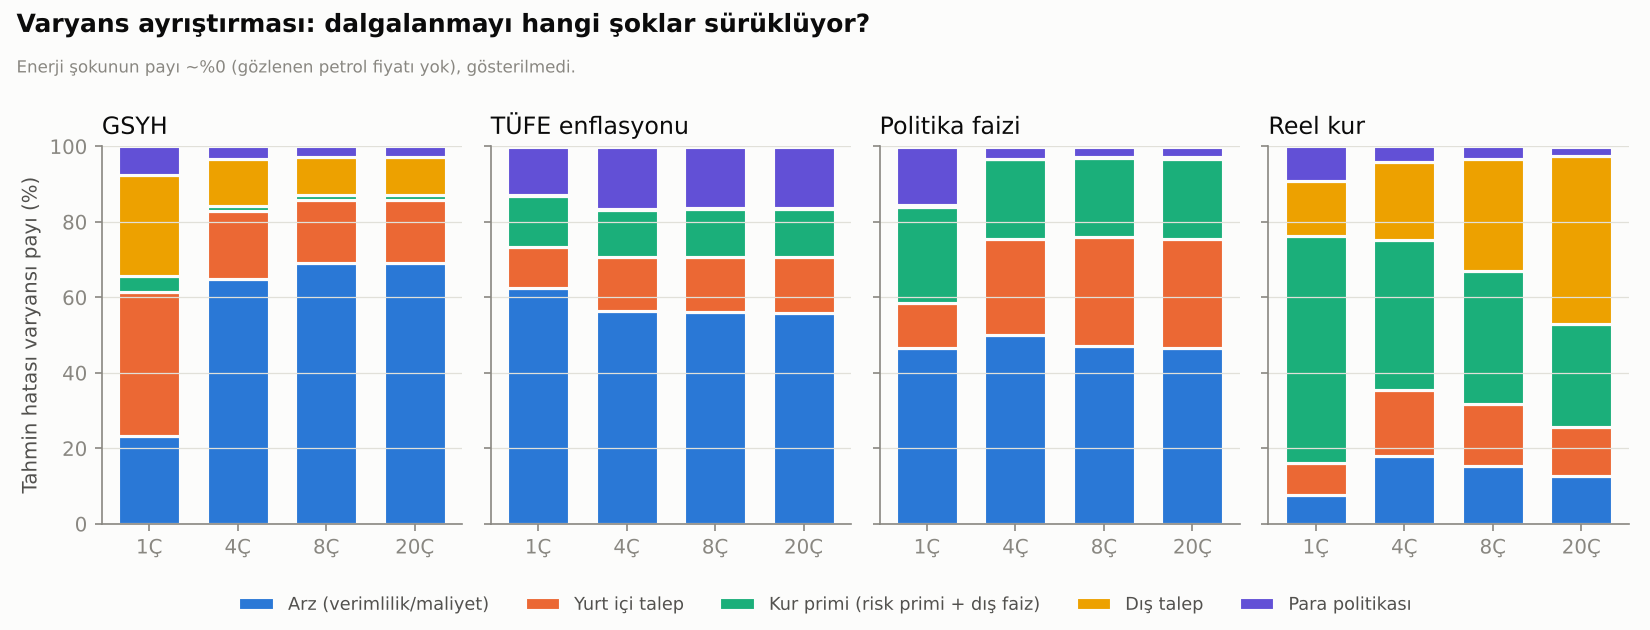 Varyans ayrıştırması: dalgalanmayı hangi şoklar sürüklüyor?
Enerji şokunun payı ~%0 (gözlenen petrol fiyatı yok), gösterilmedi.
GSYH
TÜFE enflasyonu
Politika faizi
Reel kur
Tahmin hatası varyansı payı (%)
100
80
60
40
20
0
1Ç 4Ç 8Ç 20Ç
1Ç 4Ç 8Ç 20Ç
1Ç 4Ç 8Ç 20Ç
1Ç 4Ç 8Ç 20Ç
Arz (verimlilik/maliyet)
Yurt içi talep
Kur primi (risk primi + dış faiz)
Dış talep
Para politikası